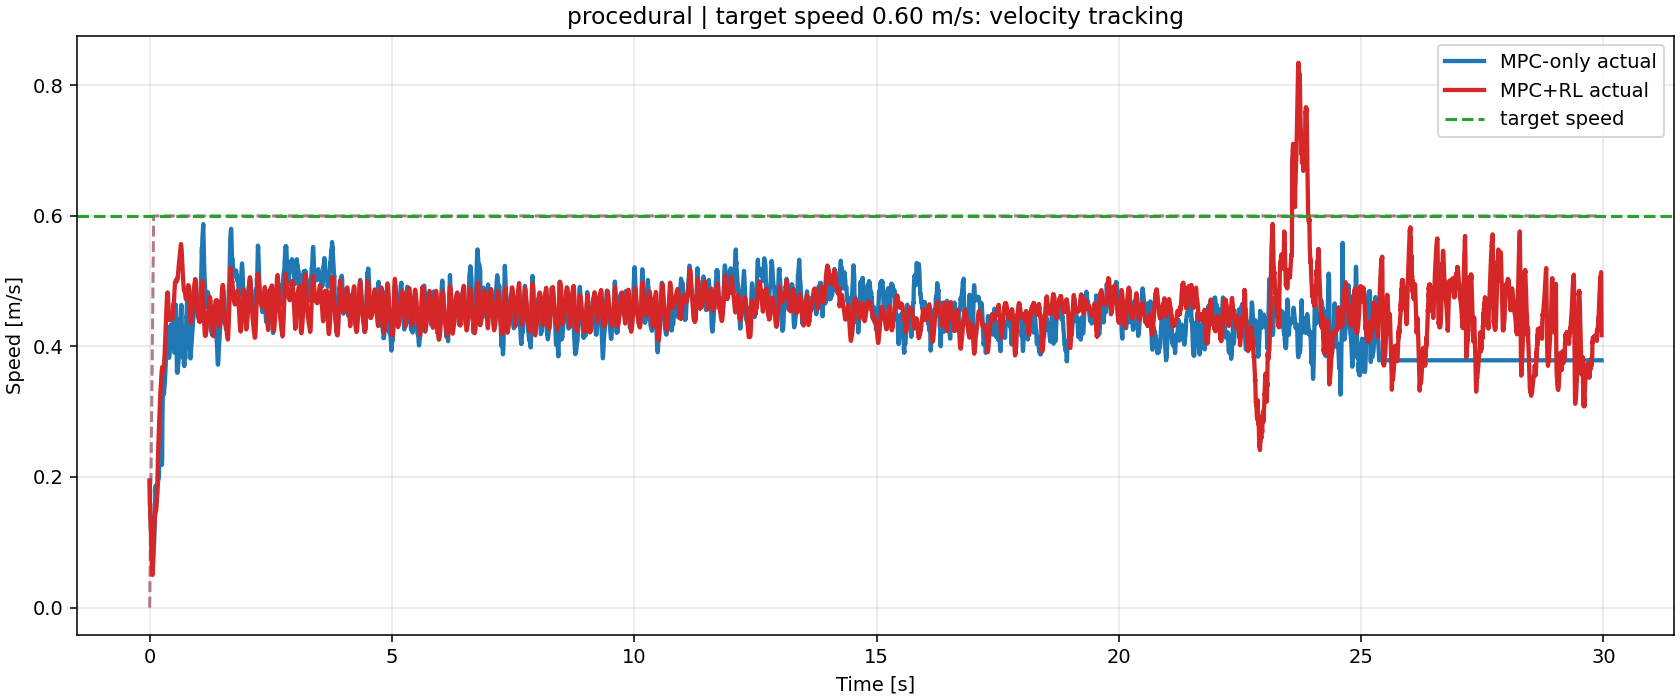 procedural | target speed 0.60 m/s: velocity tracking
MPC-only actual
MPC+RL actual
target speed
Speed [m/s]
0.8
0.6
0.4
0.2
0.0
0 5 10 15 20 25 30
Time [s]